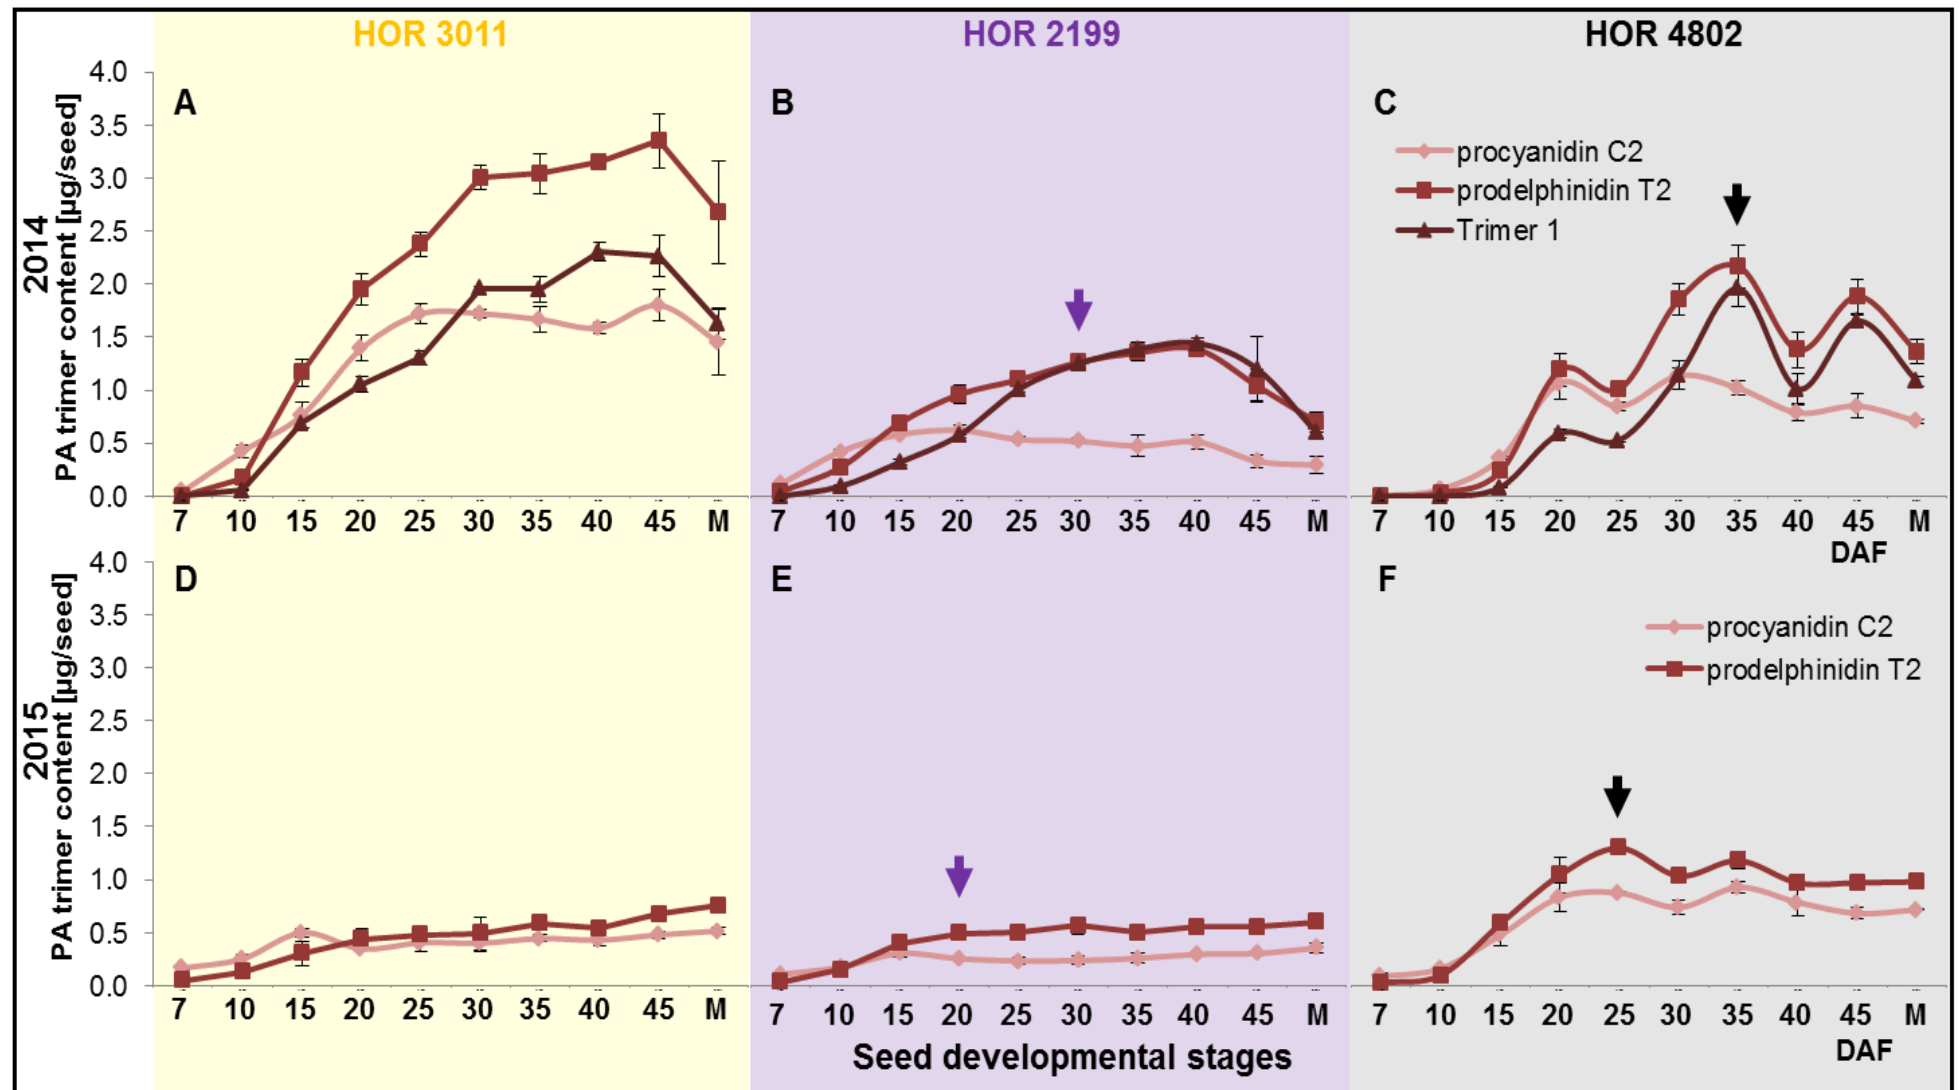 HOR 3011
HOR 2199
HOR 4802
2014
PA trimer content [µg/seed]
4.0
3.5
3.0
2.5
2.0
1.5
1.0
0.5
0.0
A
7 10 15 20 25 30 35 40 45 M
B
7 10 15 20 25 30 35 40 45 M
C
procyanidin C2
prodelphinidin T2
Trimer 1
7 10 15 20 25 30 35 40 45 M
DAF
2015
PA trimer content [µg/seed]
4.0
3.5
3.0
2.5
2.0
1.5
1.0
0.5
0.0
D
7 10 15 20 25 30 35 40 45 M
E
7 10 15 20 25 30 35 40 45 M
F
procyanidin C2
prodelphinidin T2
7 10 15 20 25 30 35 40 45 M
DAF
Seed developmental stages